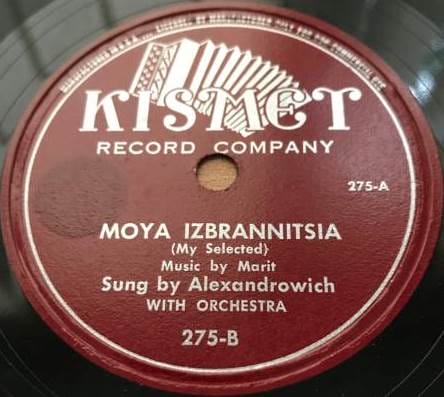 KISMET
RECORD COMPANY
275-A
MOYA IZBRANNITSIA
(My Selected)
Music by Marit
Sung by Alexandrowich
WITH ORCHESTRA
275-B